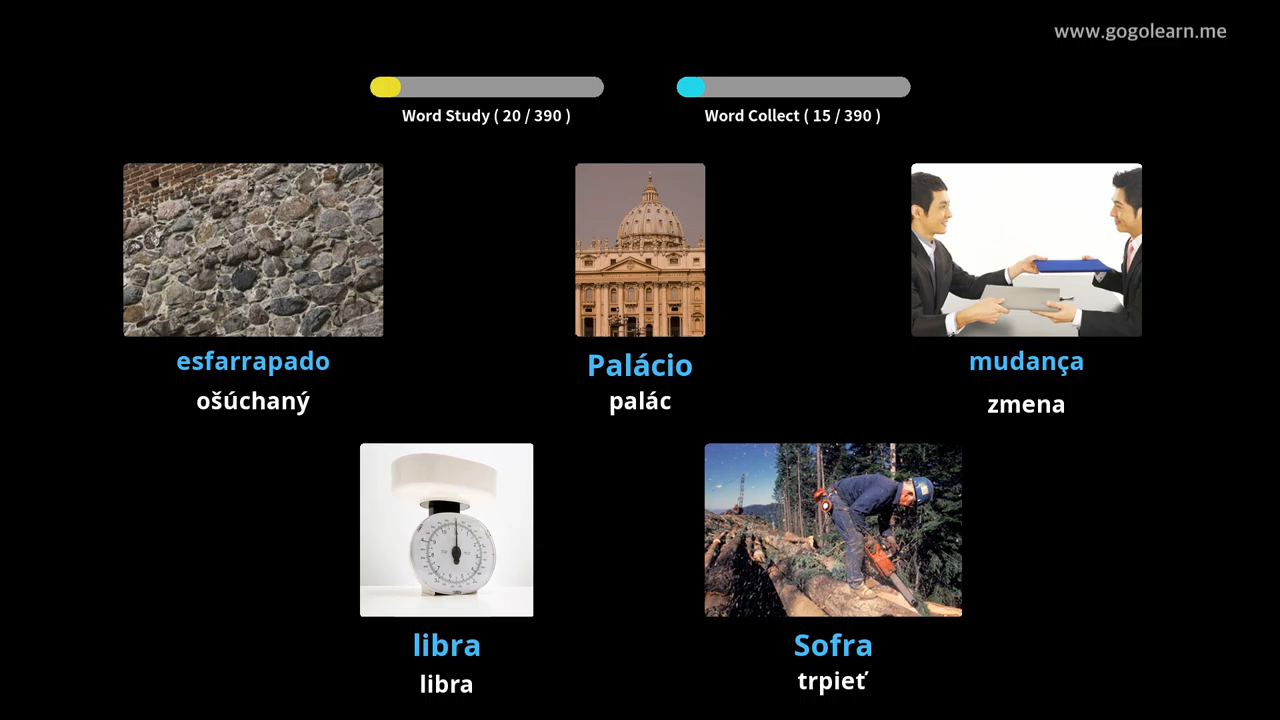 www.gogolearn.me
Word Study ( 20 / 390 )
Word Collect ( 15 / 390 )
esfarrapado
ošúchaný
Palácio
palác
mudança
zmena
libra
libra
Sofra
trpieť